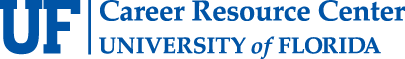 UF Career Resource Center
UNIVERSITY of FLORIDA